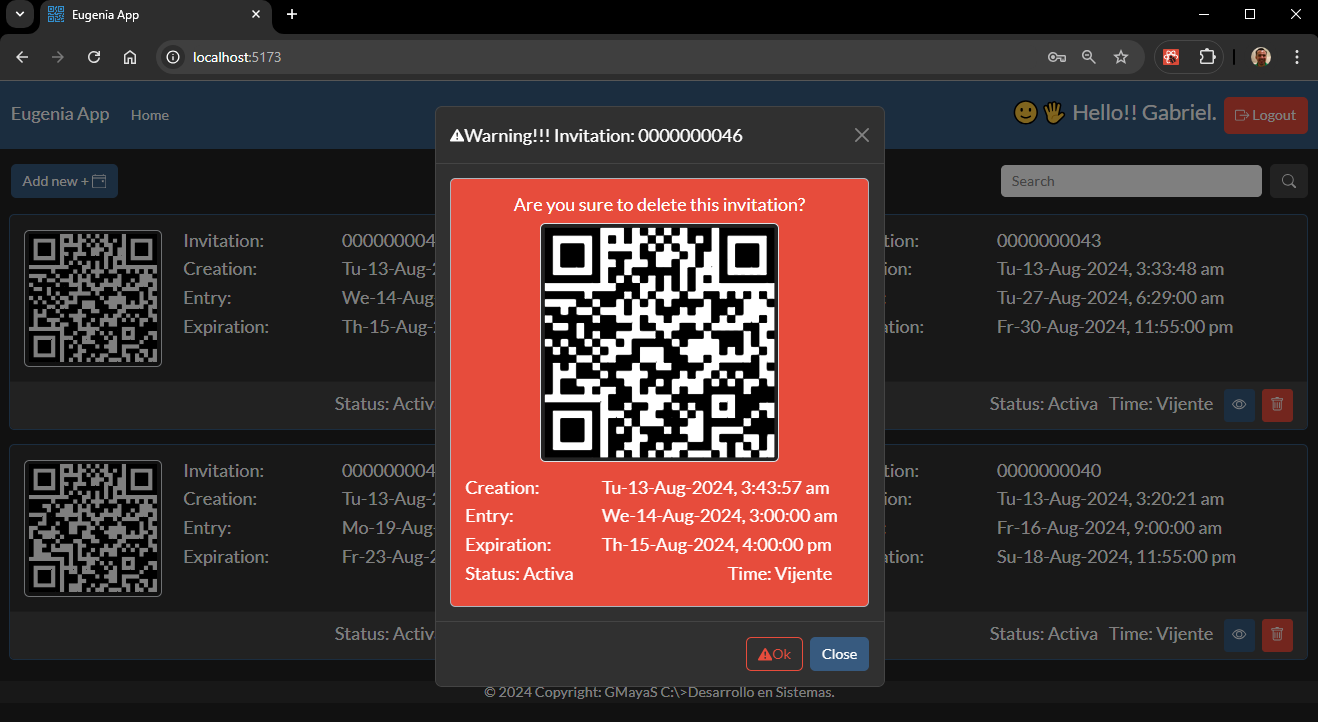 Eugenia App
localhost:5173
Eugenia App Home
Hello!! Gabriel. Logout
Warning!!! Invitation: 0000000046
Add new +
Search
Are you sure to delete this invitation?
Creation: Tu-13-Aug-2024, 3:43:57 am
Entry: We-14-Aug-2024, 3:00:00 am
Expiration: Th-15-Aug-2024, 4:00:00 pm
Status: Activa Time: Vijente
Ok Close
Invitation: 000000004
Creation: Tu-13-Aug-
Entry: We-14-Aug
Expiration: Th-15-Aug-
Status: Activ
tion: 0000000043
ion: Tu-13-Aug-2024, 3:33:48 am
: Tu-27-Aug-2024, 6:29:00 am
ation: Fr-30-Aug-2024, 11:55:00 pm
Status: Activa Time: Vijente
Invitation: 000000004
Creation: Tu-13-Aug-
Entry: Mo-19-Aug-
Expiration: Fr-23-Aug-2
Status: Activ
tion: 0000000040
ion: Tu-13-Aug-2024, 3:20:21 am
: Fr-16-Aug-2024, 9:00:00 am
ation: Su-18-Aug-2024, 11:55:00 pm
Status: Activa Time: Vijente
© 2024 Copyright: GMayaS C:\>Desarrollo en Sistemas.